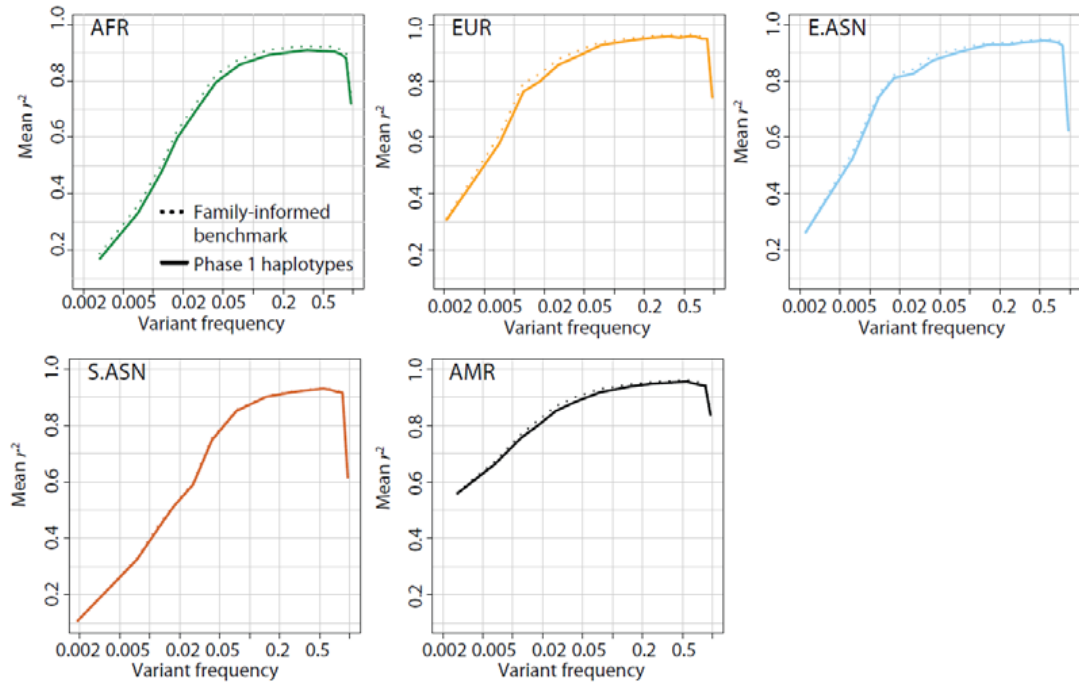 AFR
Mean r²
1.0
0.8
0.6
0.4
0.2
Family-informed
benchmark
Phase 1 haplotypes
0.002 0.005 0.02 0.05 0.2 0.5
Variant frequency
EUR
Mean r²
1.0
0.8
0.6
0.4
0.2
0.002 0.005 0.02 0.05 0.2 0.5
Variant frequency
E.ASN
Mean r²
1.0
0.8
0.6
0.4
0.2
0.002 0.005 0.02 0.05 0.2 0.5
Variant frequency
S.ASN
Mean r²
1.0
0.8
0.6
0.4
0.2
0.002 0.005 0.02 0.05 0.2 0.5
Variant frequency
AMR
Mean r²
1.0
0.8
0.6
0.4
0.2
0.002 0.005 0.02 0.05 0.2 0.5
Variant frequency